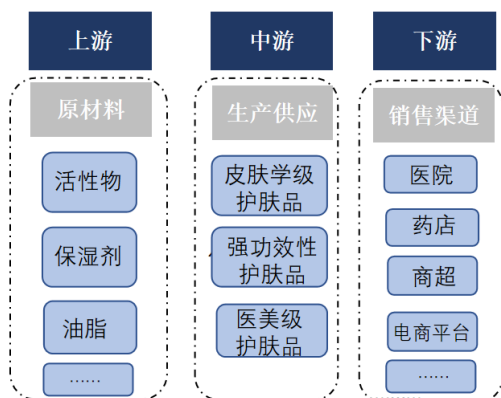 上游
中游
下游
原材料
生产供应
销售渠道
活性物
保湿剂
油脂
......
皮肤学级
护肤品
强功效性
护肤品
医美级
护肤品
医院
药店
商超
电商平台
......